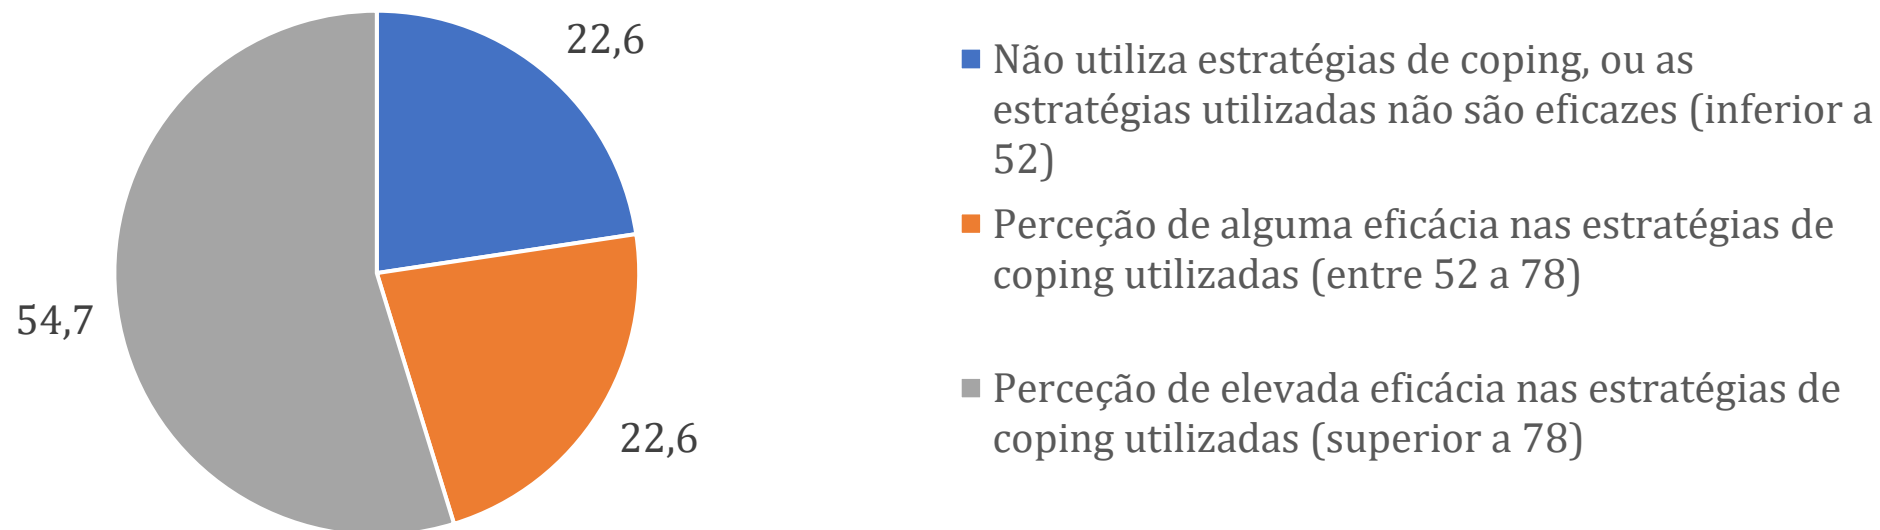 22,6
54,7
22,6
Não utiliza estratégias de coping, ou as
estratégias utilizadas não são eficazes (inferior a
52)
Perceção de alguma eficácia nas estratégias de
coping utilizadas (entre 52 a 78)
Perceção de elevada eficácia nas estratégias de
coping utilizadas (superior a 78)